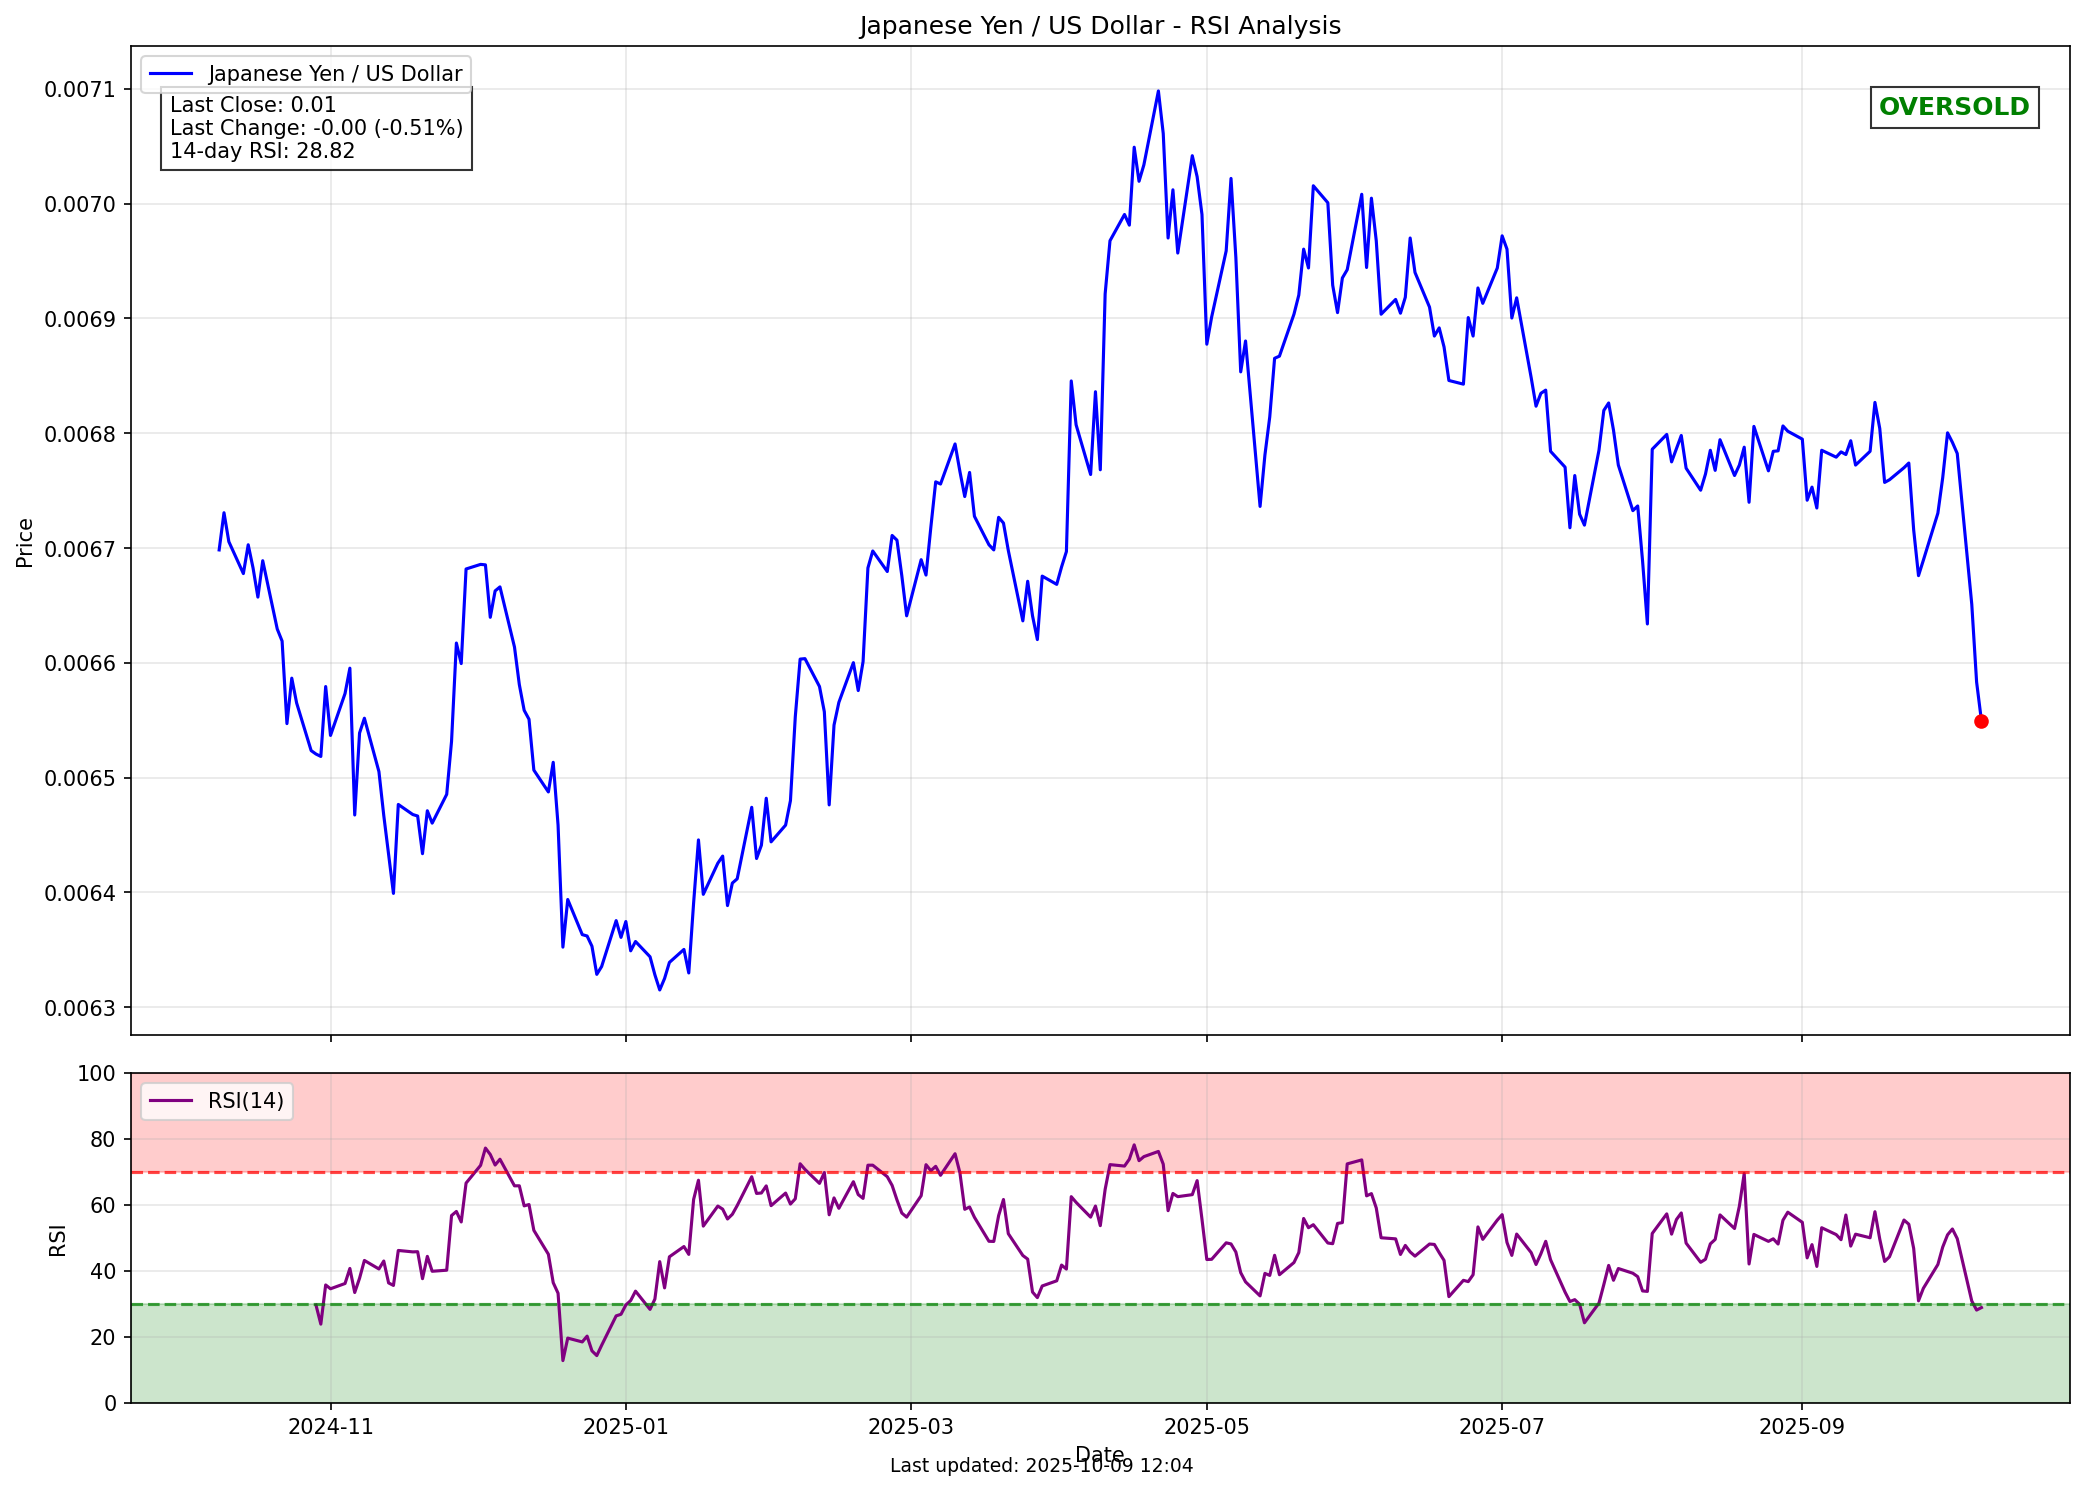 Japanese Yen / US Dollar - RSI Analysis
Japanese Yen / US Dollar
Last Close: 0.01
Last Change: -0.00 (-0.51%)
14-day RSI: 28.82
OVERSOLD
Price
0.0071
0.0070
0.0069
0.0068
0.0067
0.0066
0.0065
0.0064
0.0063
RSI(14)
RSI
100
80
60
40
20
0
2024-11
2025-01
2025-03
2025-05
2025-07
2025-09
Date
Last updated: 2025-10-09 12:04